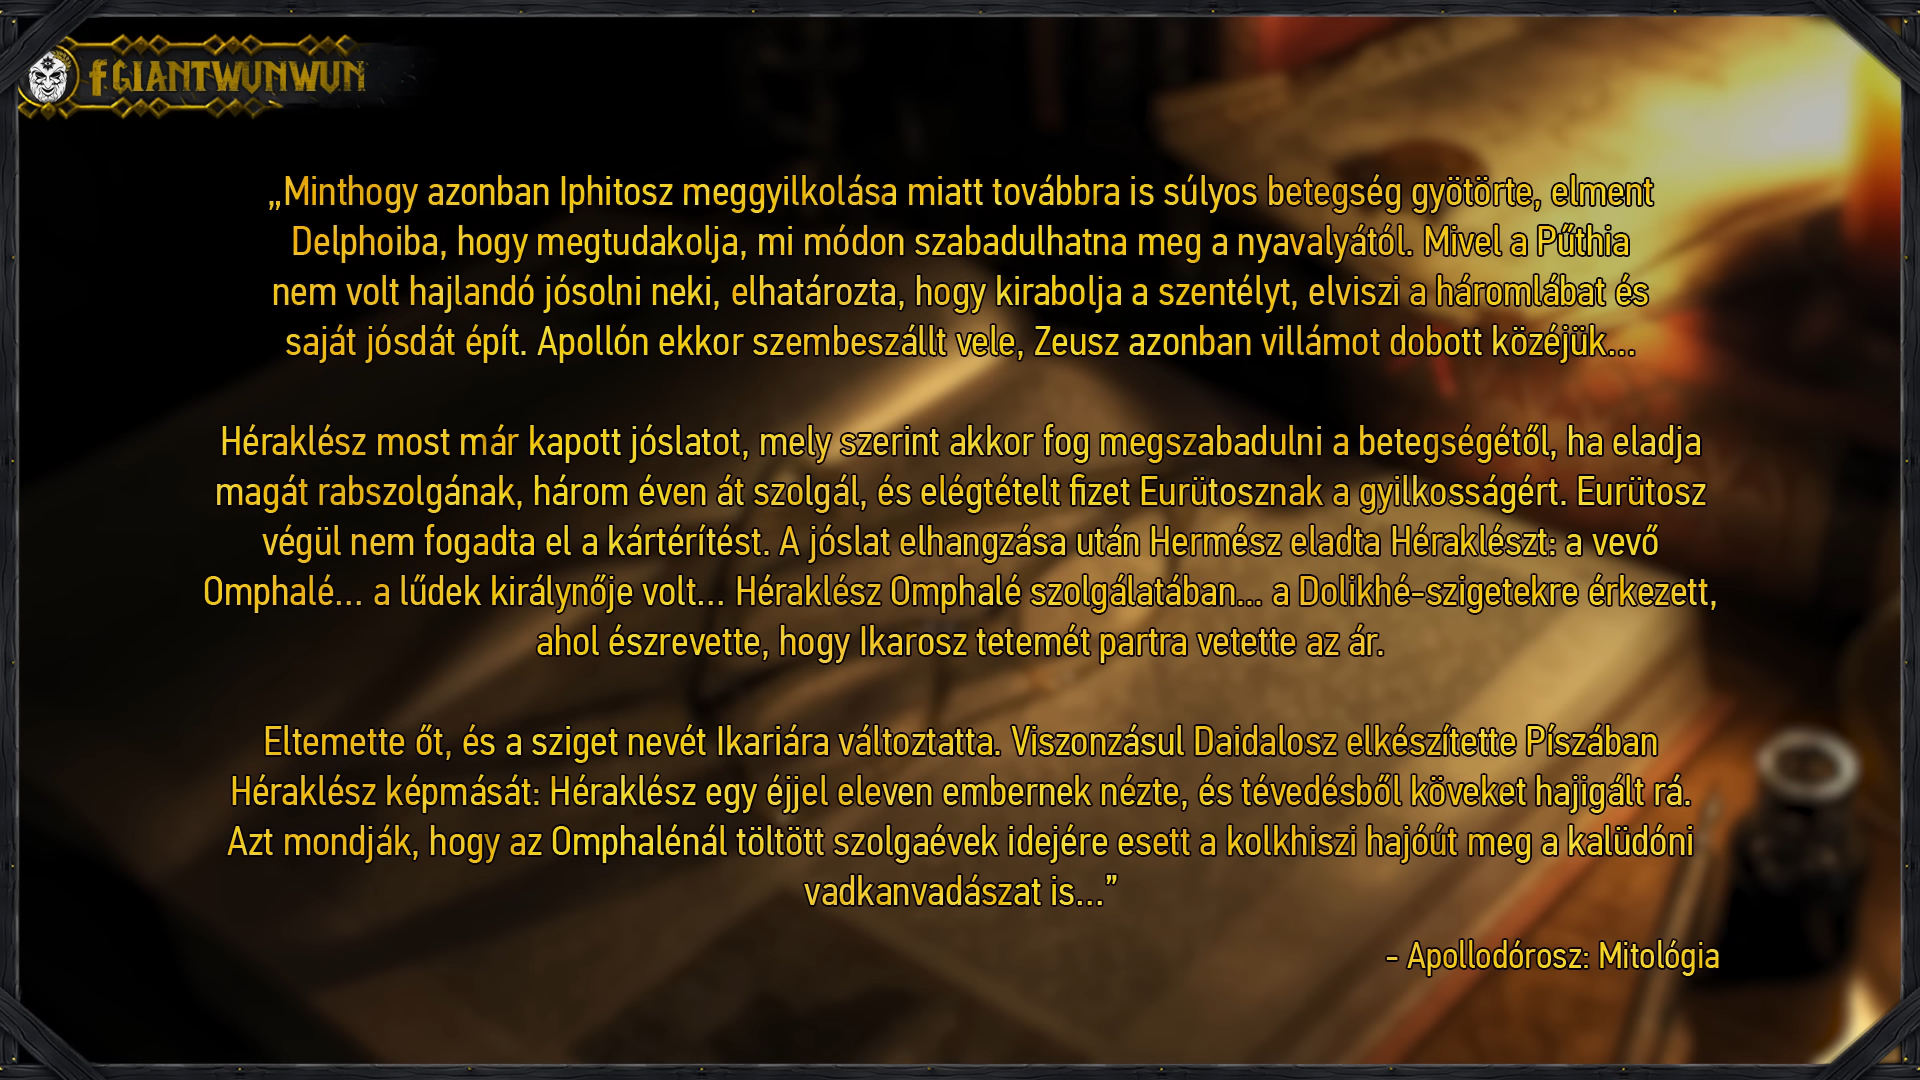 fGIANTWUNWUN
„Minthogy azonban Iphitosz meggyilkolása miatt továbbra is súlyos betegség gyötörte, elment
Delphoiba, hogy megtudakolja, mi módon szabadulhatna meg a nyavalyától. Mivel a Pűthia
nem volt hajlandó jósolni neki, elhatározta, hogy kirabolja a szentélyt, elviszi a háromlábat és
saját jósdát épít. Apollón ekkor szembeszállt vele, Zeusz azonban villámot dobott közéjük...
Héraklész most már kapott jóslatot, mely szerint akkor fog megszabadulni a betegségétől, ha eladja
magát rabszolgának, három éven át szolgál, és elégtételt fizet Eurütosznak a gyilkosságért. Eurütosz
végül nem fogadta el a kártérítést. A jóslat elhangzása után Hermész eladta Héraklészt: a vevő
Omphalé... a lűdek királynője volt... Héraklész Omphalé szolgálatában... a Dolikhé-szigetekre érkezett,
ahol észrevette, hogy Ikarosz tetemét partra vetette az ár.
Eltemette őt, és a sziget nevét Ikariára változtatta. Viszonzásul Daidalosz elkészítette Píszában
Héraklész képmását: Héraklész egy éjjel eleven embernek nézte, és tévedésből köveket hajigált rá.
Azt mondják, hogy az Omphalénál töltött szolgaévek idejére esett a kolkhiszi hajóút meg a kalüdóni
vadkanvadászat is...”
- Apollodórosz: Mitológia